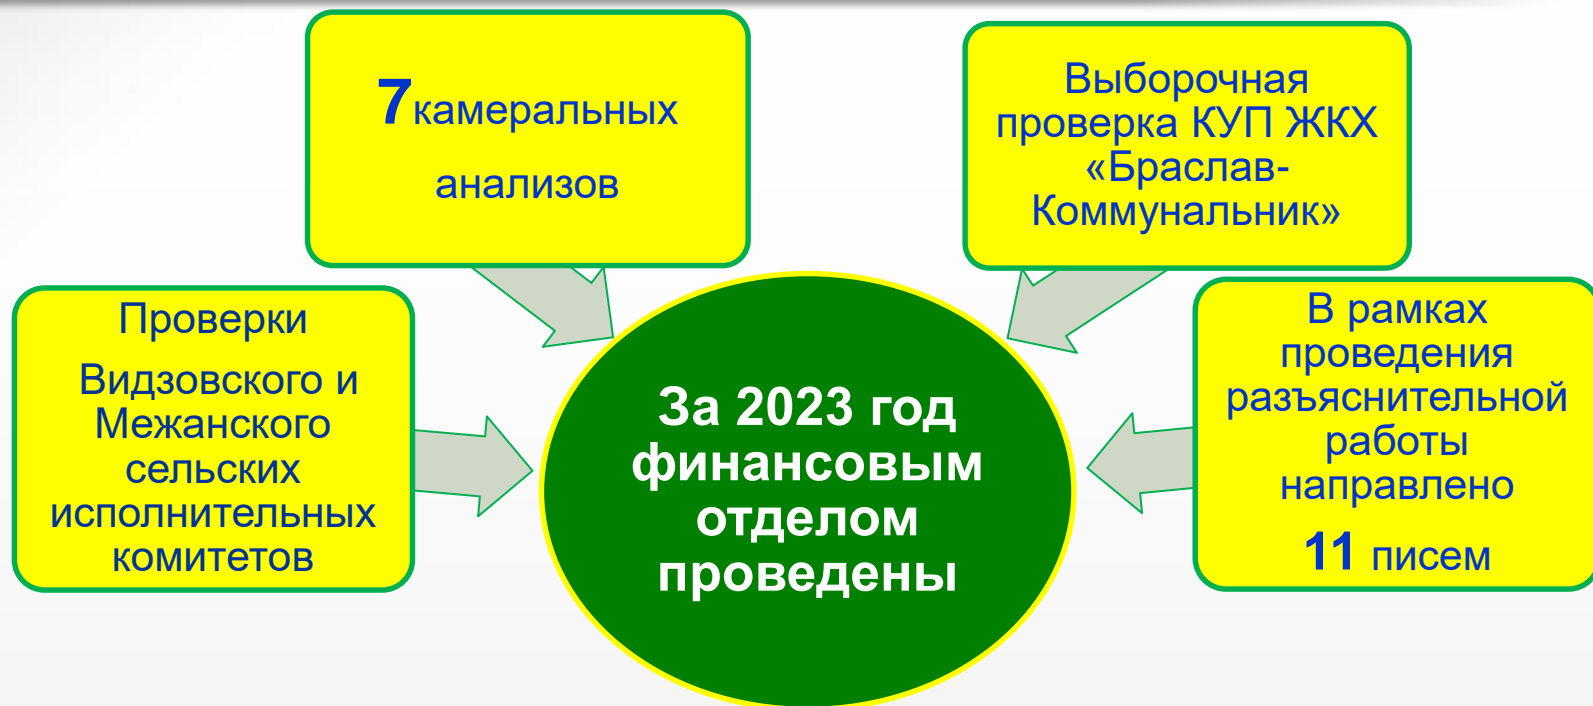 7камеральных
анализов
Выборочная
проверка КУП ЖКХ
«Браслав-
Коммунальник»
Проверки
Видзовского и
Межанского
сельских
исполнительных
комитетов
За 2023 год
финансовым
отделом
проведены
В рамках
проведения
разъяснительной
работы
направлено
11 писем